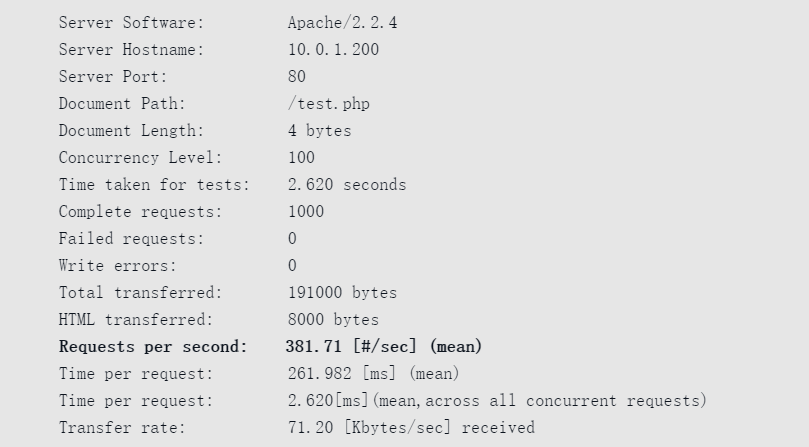 Server Software: Apache/2.2.4
Server Hostname: 10.0.1.200
Server Port: 80
Document Path: /test.php
Document Length: 4 bytes
Concurrency Level: 100
Time taken for tests: 2.620 seconds
Complete requests: 1000
Failed requests: 0
Write errors: 0
Total transferred: 191000 bytes
HTML transferred: 8000 bytes
Requests per second: 381.71 [#/sec] (mean)
Time per request: 261.982 [ms] (mean)
Time per request: 2.620[ms](mean,across all concurrent requests)
Transfer rate: 71.20 [Kbytes/sec] received